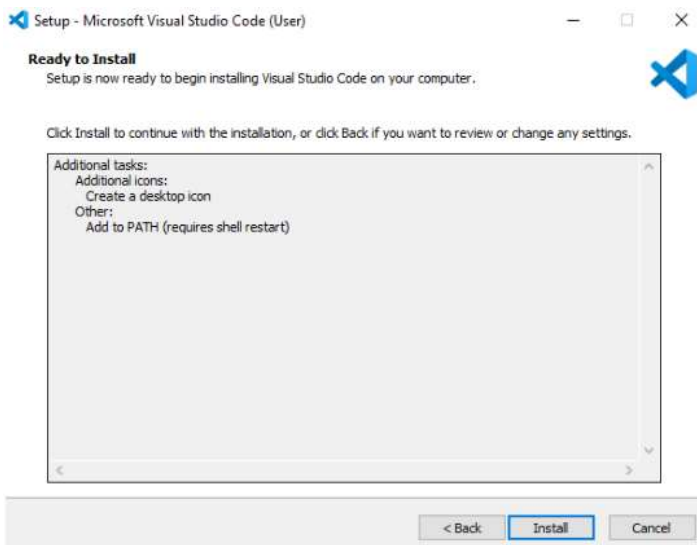 Setup - Microsoft Visual Studio Code (User)
Ready to Install
Setup is now ready to begin installing Visual Studio Code on your computer.
Click Install to continue with the installation, or click Back if you want to review or change any settings.
Additional tasks:
Additional icons:
Create a desktop icon
Other:
Add to PATH (requires shell restart)
< Back Install Cancel